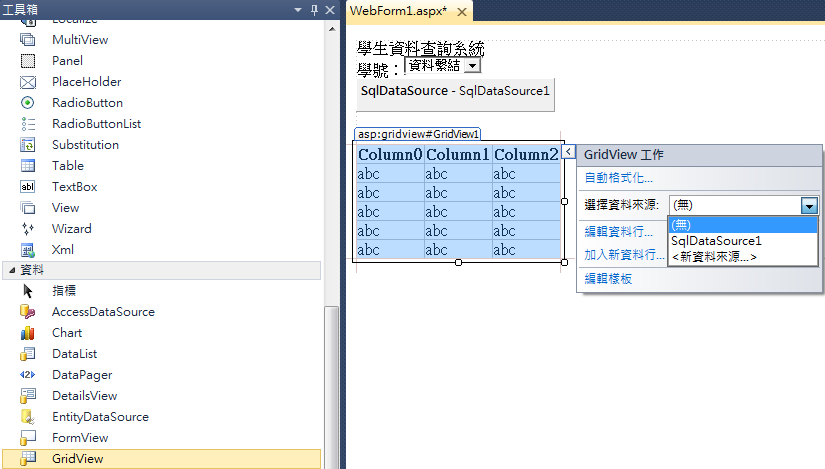 工具箱
Localize
MultiView
Panel
PlaceHolder
RadioButton
RadioButtonList
Substitution
Table
TextBox
View
Wizard
Xml
資料
指標
AccessDataSource
Chart
DataList
DataPager
DetailsView
EntityDataSource
FormView
GridView
WebForm1.aspx*
學生資料查詢系統
學號：資料繫結
SqlDataSource - SqlDataSource1
asp:gridview#GridView1
Column0 Column1 Column2
abc abc abc
abc abc abc
abc abc abc
abc abc abc
abc abc abc
GridView 工作
自動格式化...
選擇資料來源: (無)
(無)
SqlDataSource1
<新資料來源...>
編輯資料行...
加入新資料行...
編輯樣板